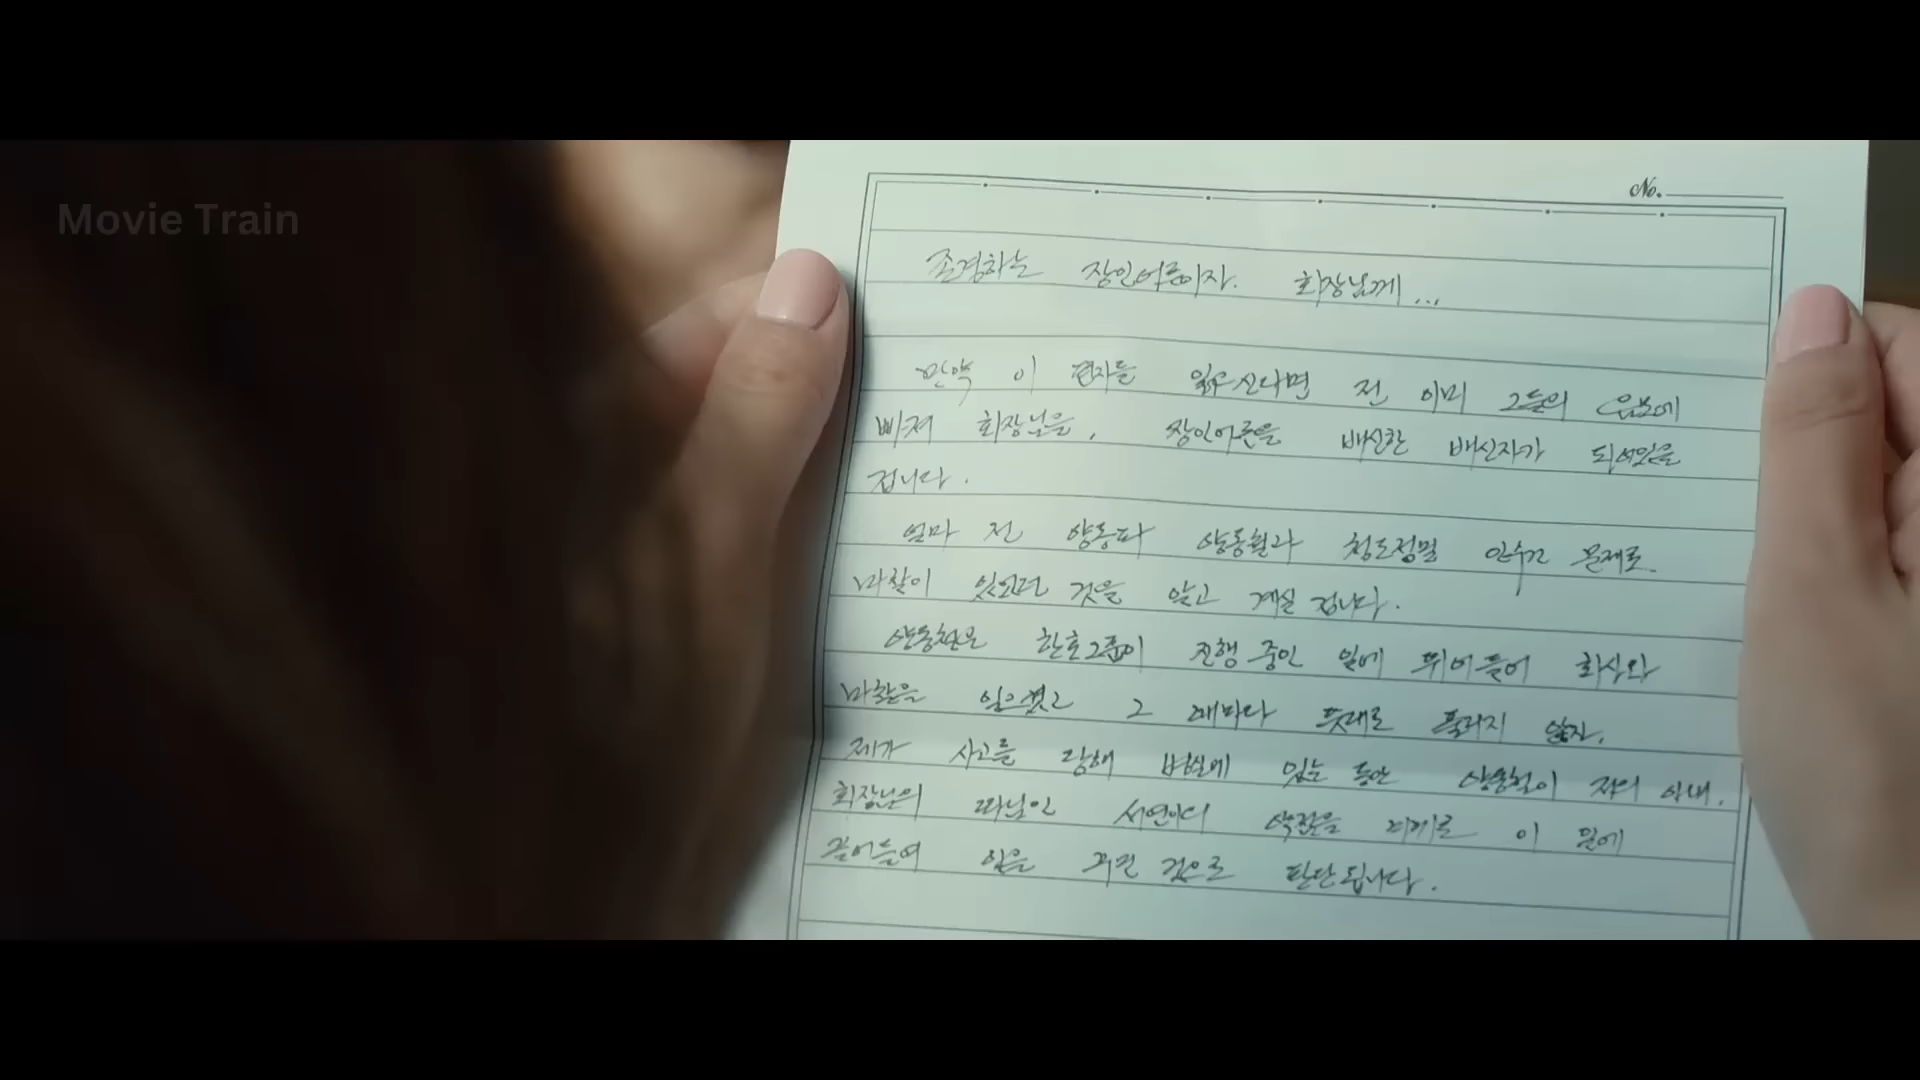 Movie Train
No.
존경하는 장인어른이자. 회장님께...
만약 이 편지를 읽으신다면 전 이미 그들의 음모에
빠져 회장님을, 장인어른을 배신한 배신자가 되어있을
겁니다.
얼마 전 양동파 양동철과 청도정밀 인수건 문제로
마찰이 있었던 것을 알고 계실 겁니다.
양동철은 한호그룹이 진행 중인 일에 뛰어들어 회사와
마찰을 일으켰고 그 때마다 뜻대로 풀리지 않자,
제가 사고를 당해 병원에 있는 동안 양동철이 저의 아내,
회장님의 따님인 서연이의 약점을 미끼로 이 일에
끌어들여 일을 꾸민 것으로 판단됩니다.